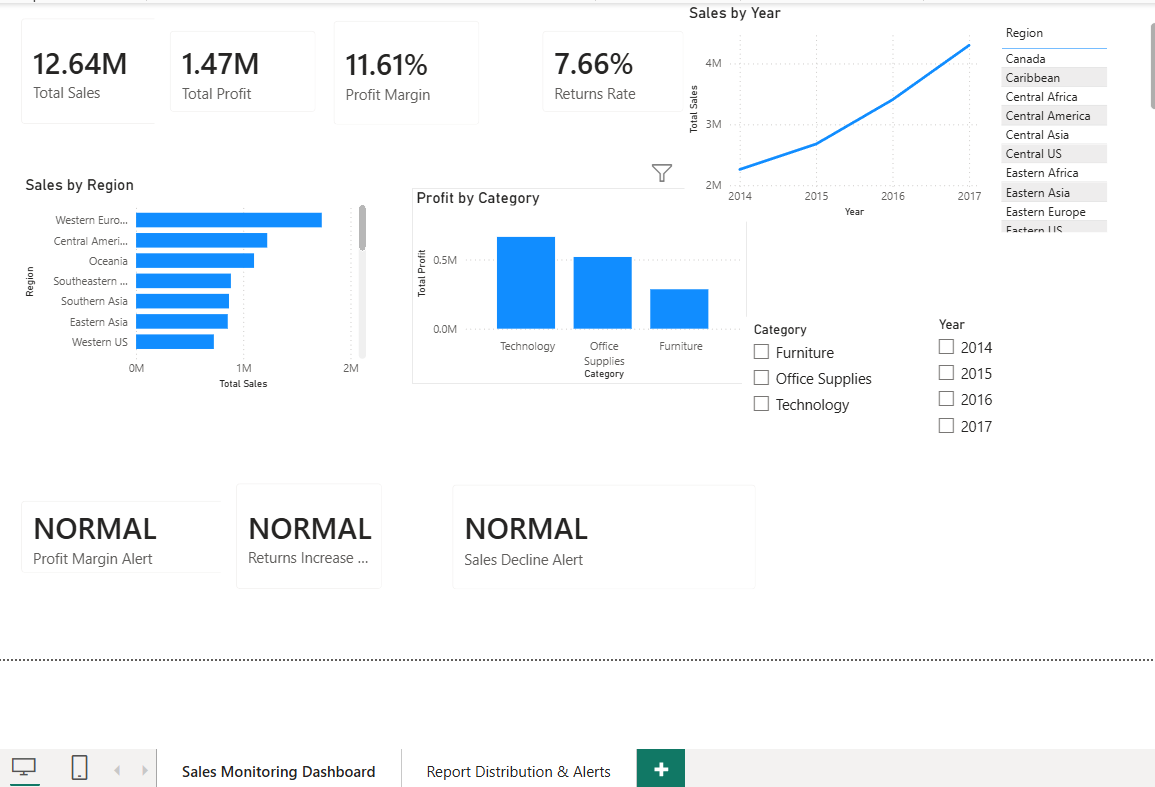 12.64M
Total Sales
1.47M
Total Profit
11.61%
Profit Margin
7.66%
Returns Rate
Sales by Year
Total Sales
4M
3M
2M
2014
2015
2016
2017
Year
Region
Canada
Caribbean
Central Africa
Central America
Central Asia
Central US
Eastern Africa
Eastern Asia
Eastern Europe
Eastern US
Sales by Region
Region
Western Euro...
Central Ameri...
Oceania
Southeastern ...
Southern Asia
Eastern Asia
Western US
0M
1M
2M
Total Sales
Profit by Category
Total Profit
0.5M
0.0M
Technology
Office
Supplies
Furniture
Category
Category
Furniture
Office Supplies
Technology
Year
2014
2015
2016
2017
NORMAL
Profit Margin Alert
NORMAL
Returns Increase ...
NORMAL
Sales Decline Alert
Sales Monitoring Dashboard
Report Distribution & Alerts